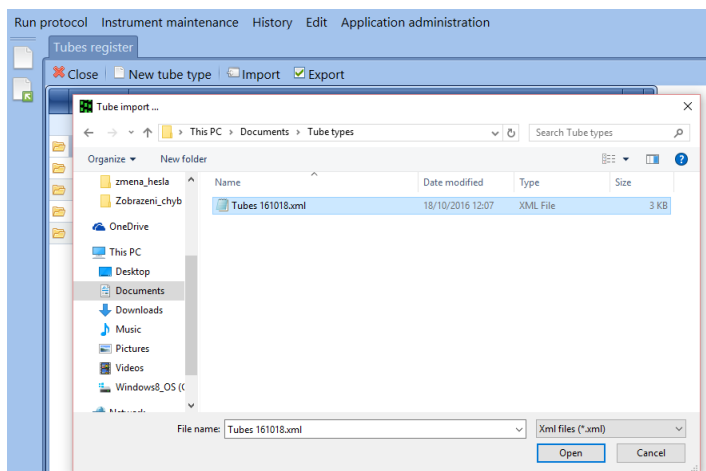 Run protocol Instrument maintenance History Edit Application administration
Tubes register
Close New tube type Import Export
Tube import ...
This PC > Documents > Tube types
Search Tube types
Organize New folder
zmena_hesla
Zobrazeni_chyb
OneDrive
This PC
Desktop
Documents
Downloads
Music
Pictures
Videos
Windows8_OS (C
Network
Name Date modified Type Size
Tubes 161018.xml 18/10/2016 12:07 XML File 3 KB
File name: Tubes 161018.xml Xml files (*.xml)
Open Cancel